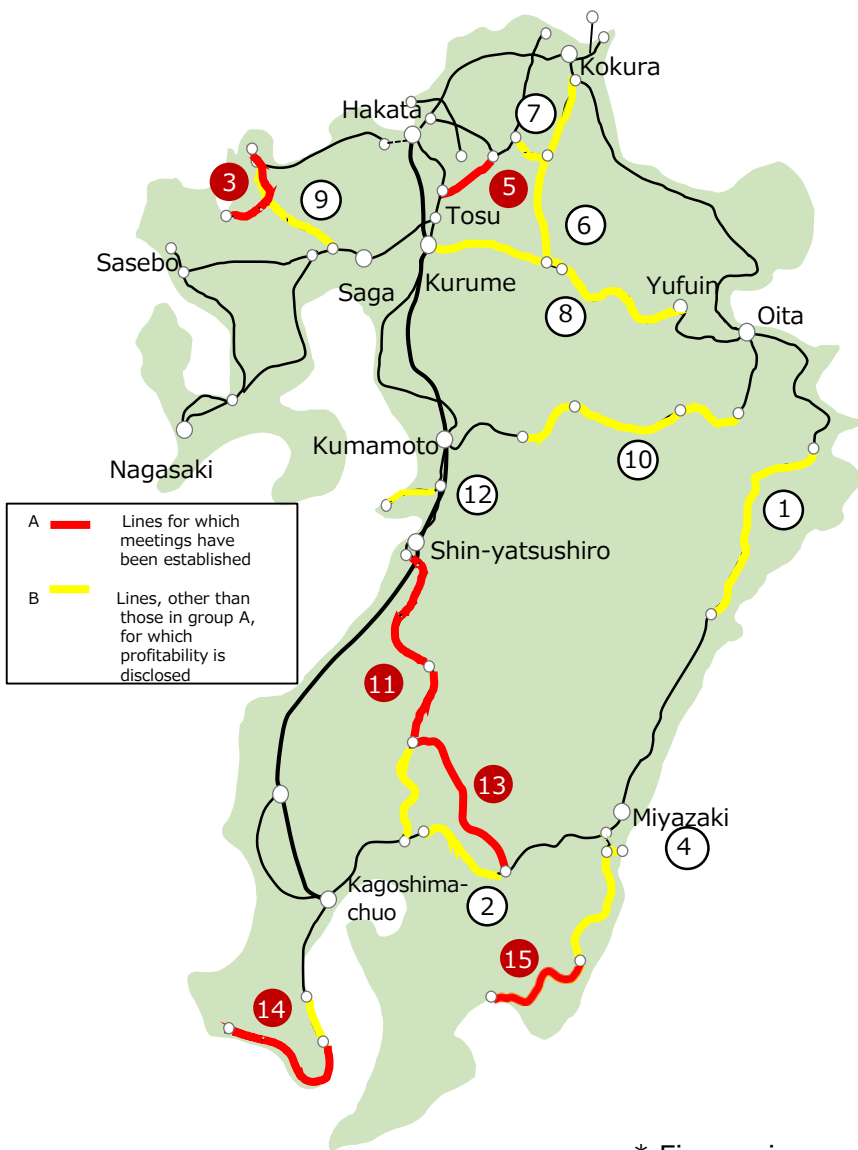 Kokura
7
Hakata
3
5
9
Tosu
6
Sasebo
Saga
Kurume
Yufuin
8
Oita
Kumamoto
10
Nagasaki
12
1
A
Lines for which
meetings have
been established
B
Lines, other than
those in group A,
for which
profitability is
disclosed
Shin-yatsushiro
11
13
Miyazaki
4
Kagoshima-
chuo
2
15
14